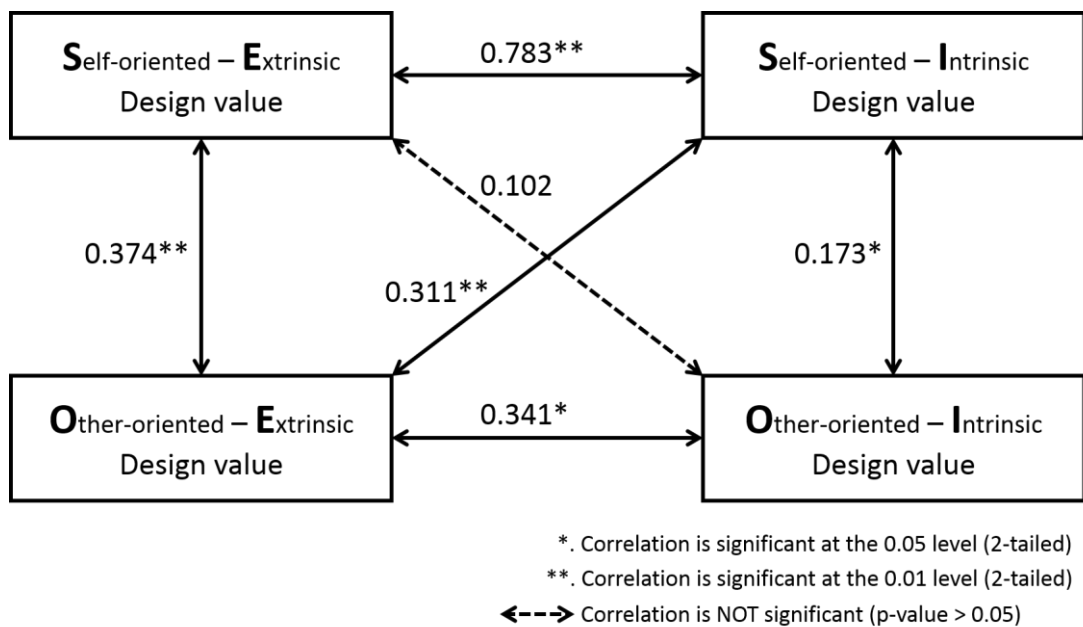 Self-oriented – Extrinsic
Design value
0.783**
Self-oriented – Intrinsic
Design value
0.102
0.374**
0.173*
0.311**
Other-oriented – Extrinsic
Design value
0.341*
Other-oriented – Intrinsic
Design value
*. Correlation is significant at the 0.05 level (2-tailed)
**. Correlation is significant at the 0.01 level (2-tailed)
Correlation is NOT significant (p-value > 0.05)